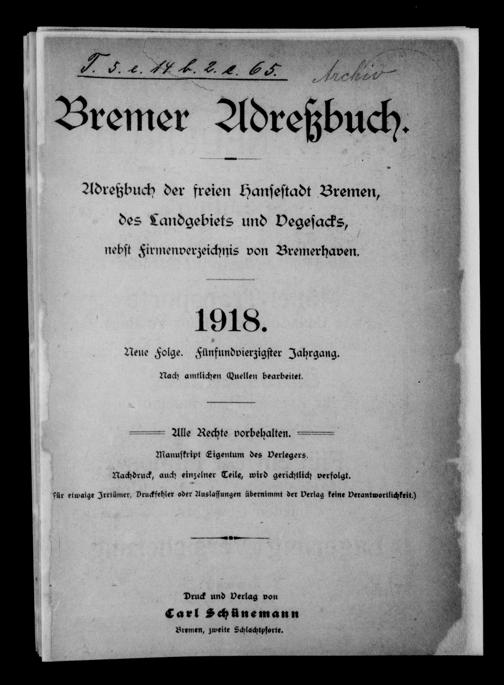 T. 5. e. 14. b. 2. a. 65.
Archiv
Bremer Adreßbuch.
Adreßbuch der freien Hansestadt Bremen,
des Landgebiets und Vegesacks,
nebst Firmenverzeichnis von Bremerhaven.
1918.
Neue Folge. Fünfundvierzigster Jahrgang.
Nach amtlichen Quellen bearbeitet.
Alle Rechte vorbehalten.
Manuskript Eigentum des Verlegers.
Nachdruck, auch einzelner Teile, wird gerichtlich verfolgt.
für etwaige Irrtümer, Druckfehler oder Auslassungen übernimmt der Verlag keine Verantwortlichkeit.)
Druck und Verlag von
Carl Schünemann
Bremen, zweite Schlachtpforte.